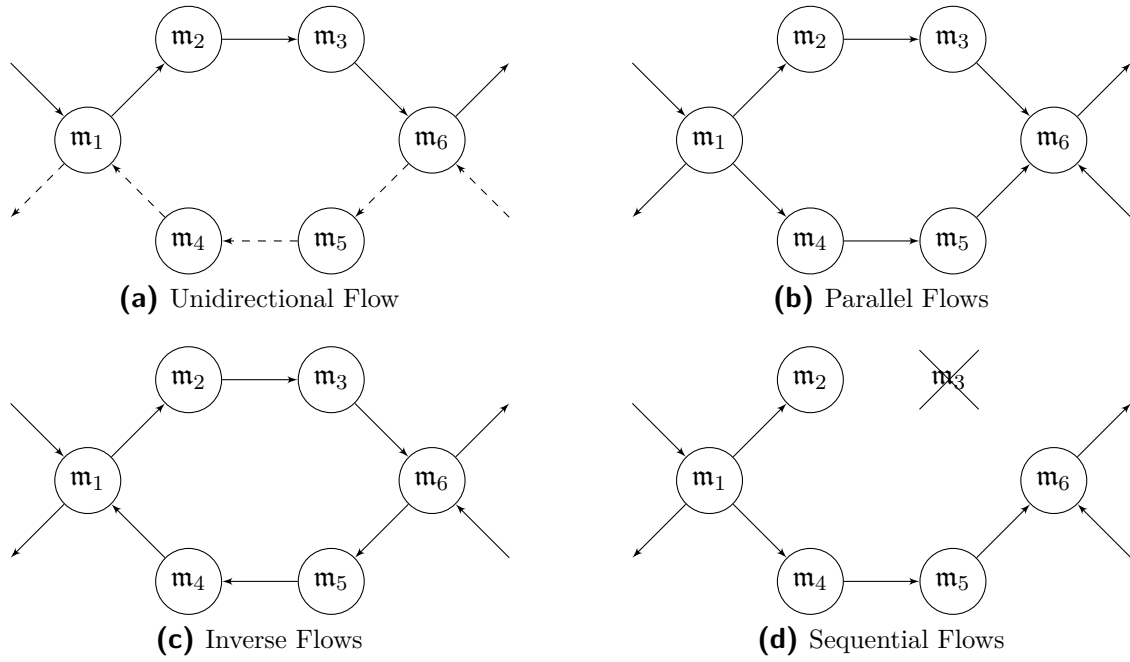 𝔪2 𝔪3 𝔪2 𝔪3
𝔪1 𝔪6 𝔪1 𝔪6
𝔪4 𝔪5 𝔪4 𝔪5
(a) Unidirectional Flow (b) Parallel Flows
𝔪2 𝔪3 𝔪2 𝔪3
𝔪1 𝔪6 𝔪1 𝔪6
𝔪4 𝔪5 𝔪4 𝔪5
(c) Inverse Flows (d) Sequential Flows